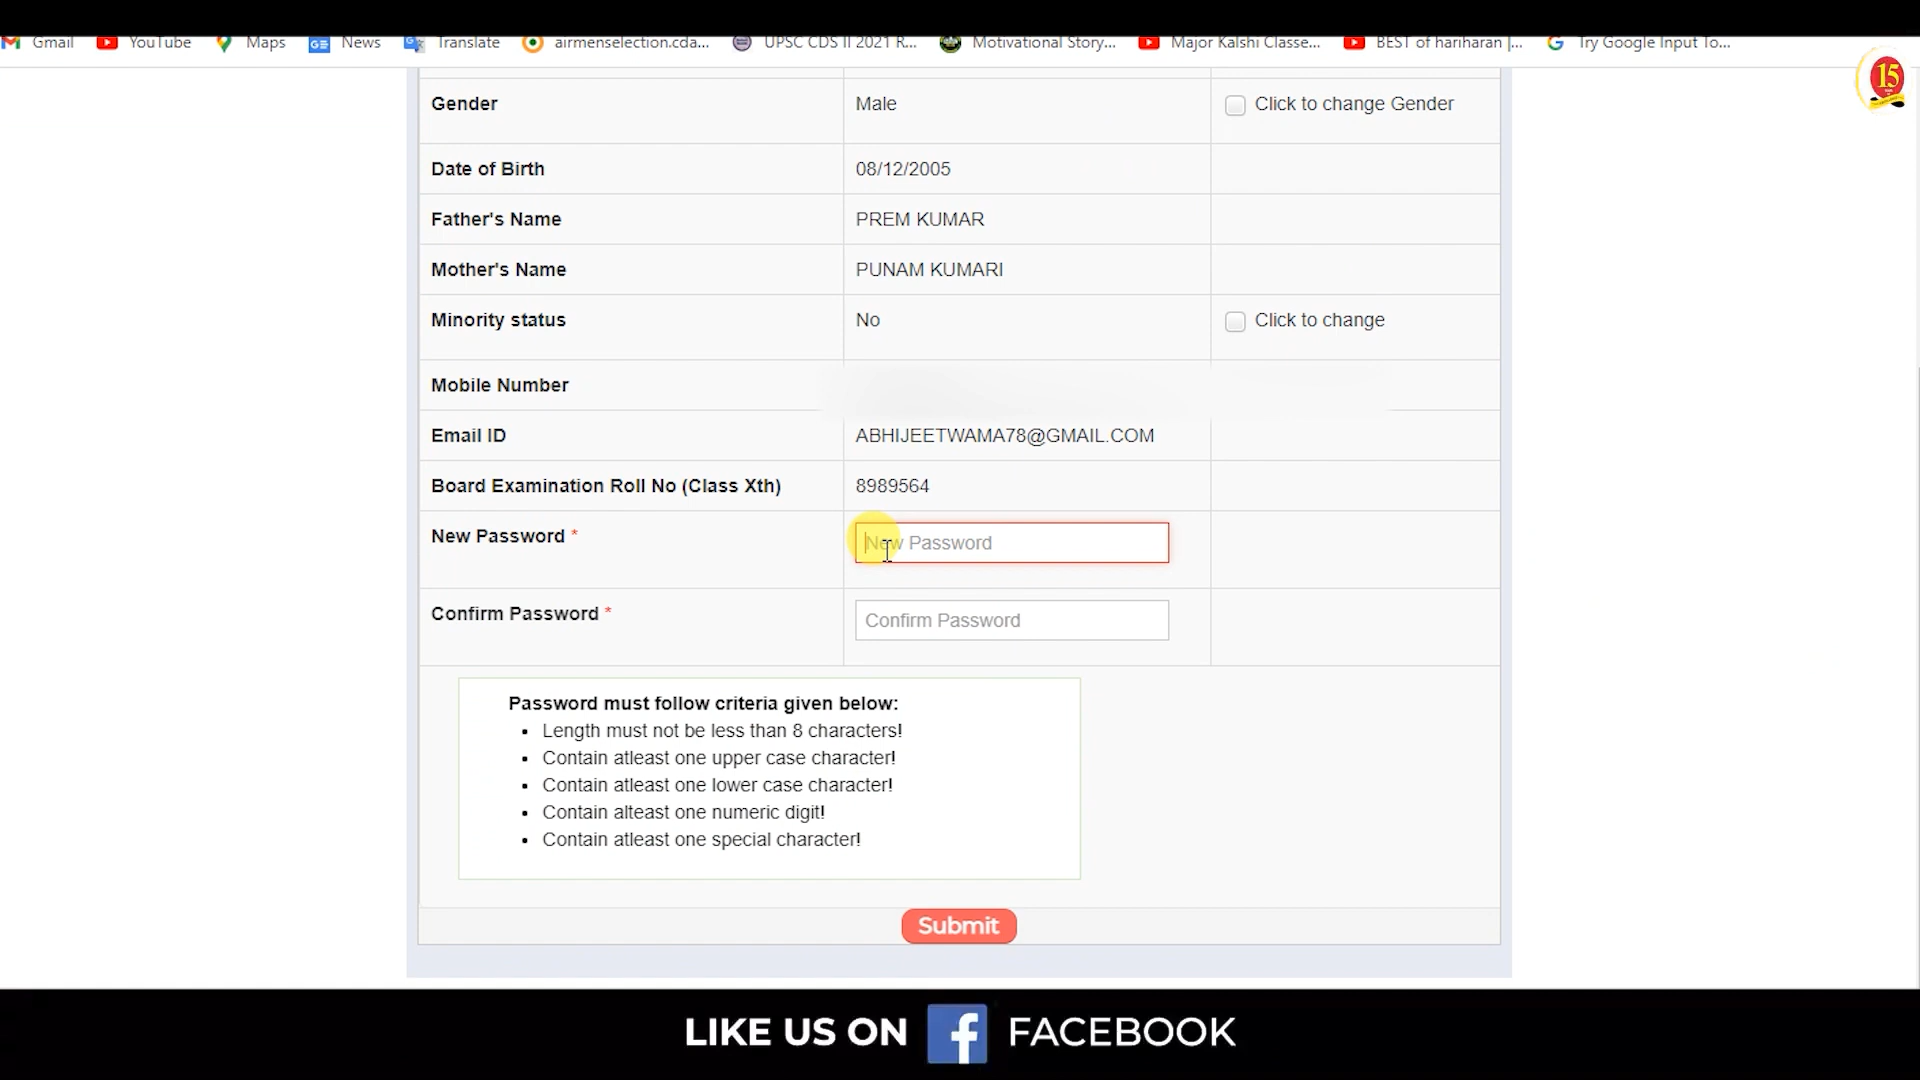 Gmail YouTube Maps News Translate airmenselection.cda... UPSC CDS II 2021 R... Motivational Story... Major Kalshi Classe... BEST of hariharan |... Try Google Input To...
15
Gender Male Click to change Gender
Date of Birth 08/12/2005
Father's Name PREM KUMAR
Mother's Name PUNAM KUMARI
Minority status No Click to change
Mobile Number
Email ID ABHIJEETWAMA78@GMAIL.COM
Board Examination Roll No (Class Xth) 8989564
New Password * New Password
Confirm Password * Confirm Password
Password must follow criteria given below:
• Length must not be less than 8 characters!
• Contain atleast one upper case character!
• Contain atleast one lower case character!
• Contain alteast one numeric digit!
• Contain atleast one special character!
Submit
LIKE US ON f FACEBOOK